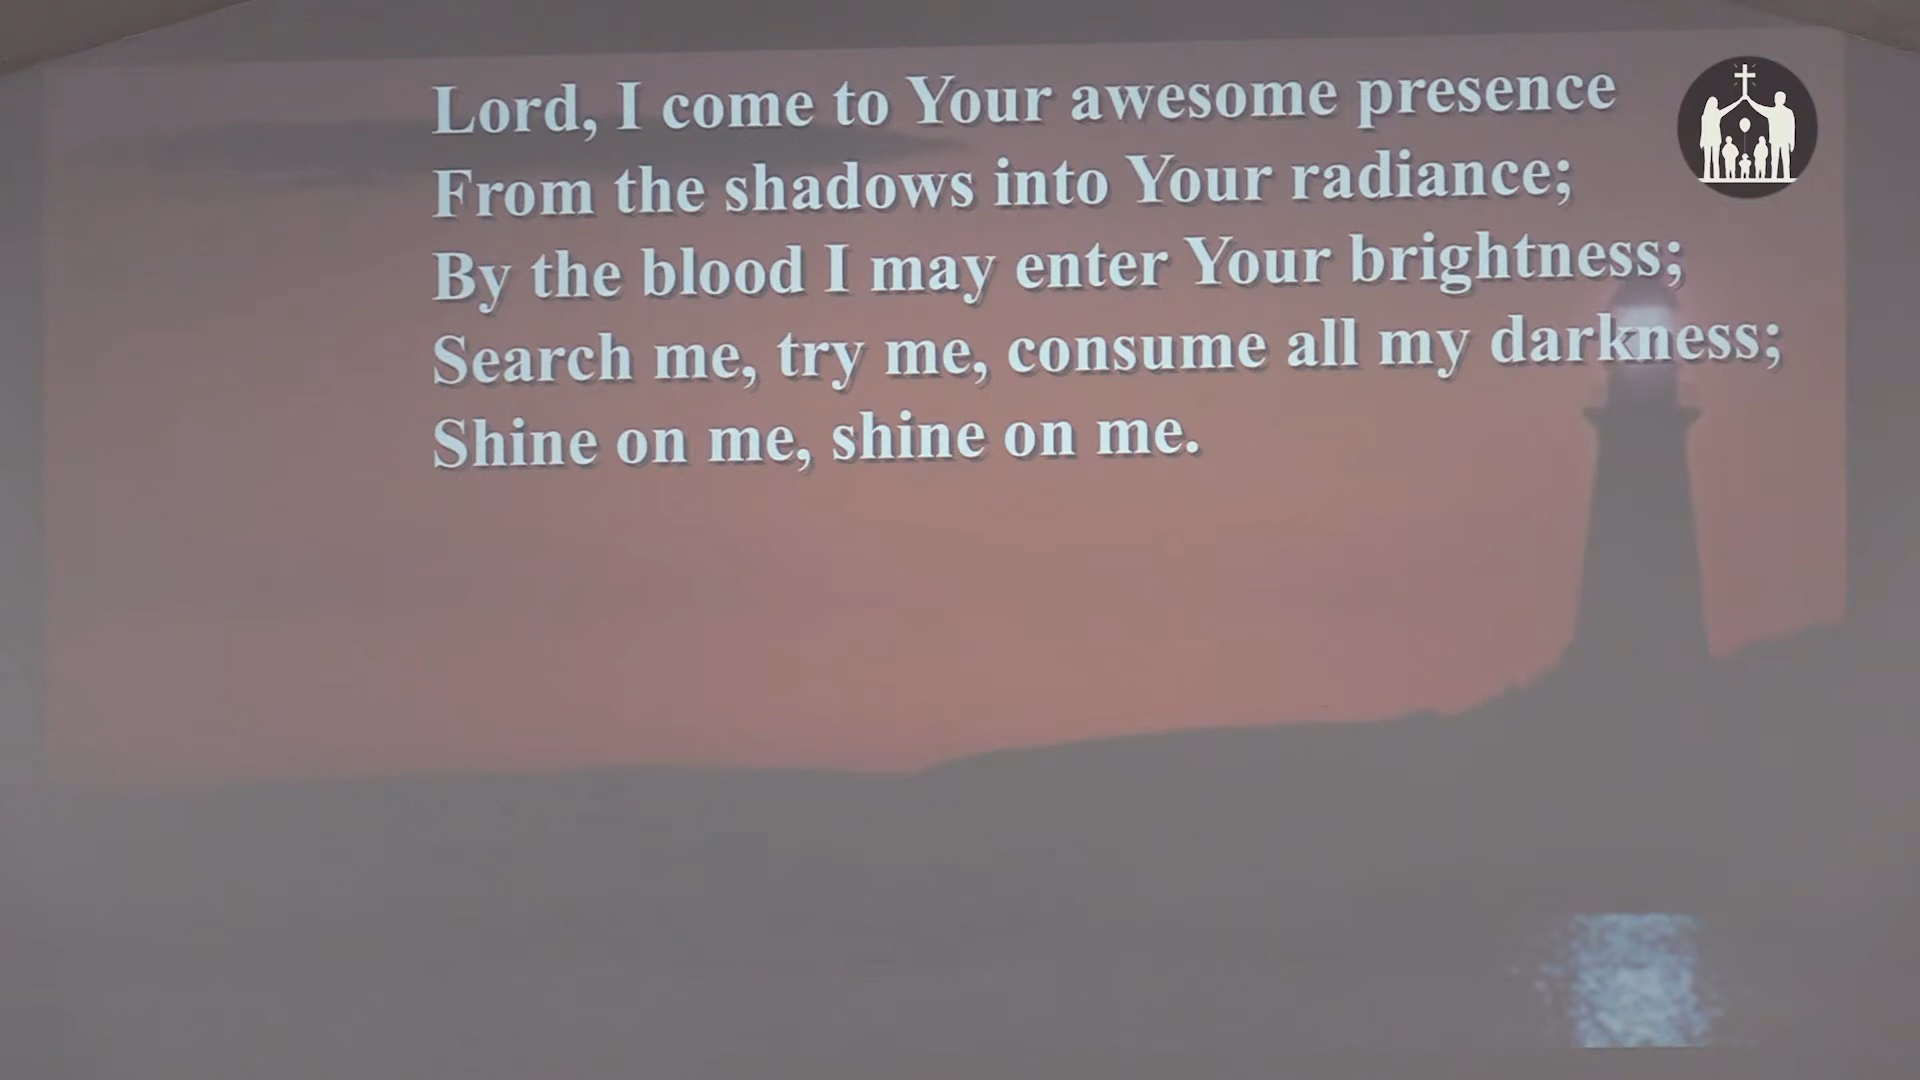 Lord, I come to Your awesome presence
From the shadows into Your radiance;
By the blood I may enter Your brightness;
Search me, try me, consume all my darkness;
Shine on me, shine on me.